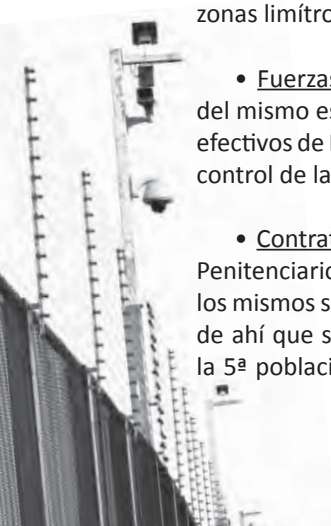 zonas limítro
• Fuerzas
del mismo es
efectivos de
control de la
• Contrat
Penitenciario
los mismos s
de ahí que s
la 5ª poblaci